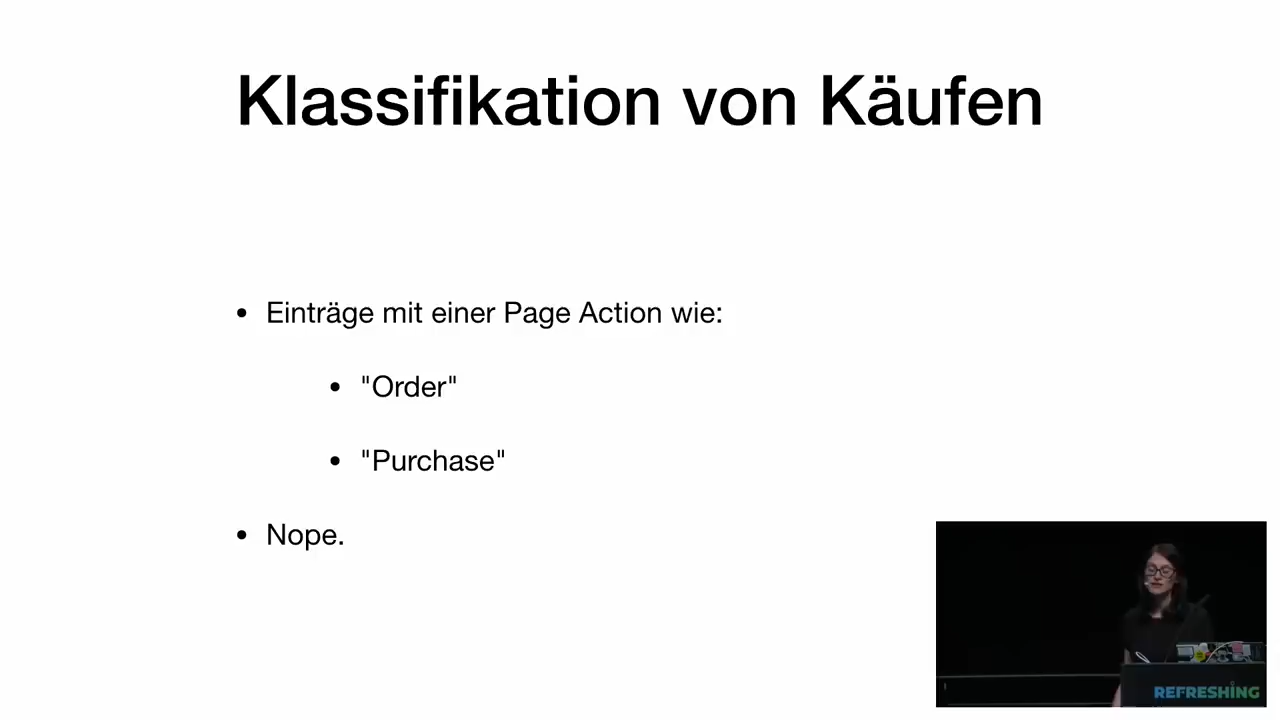 Klassifikation von Käufen
• Einträge mit einer Page Action wie:
• "Order"
• "Purchase"
• Nope.
REFRESHING